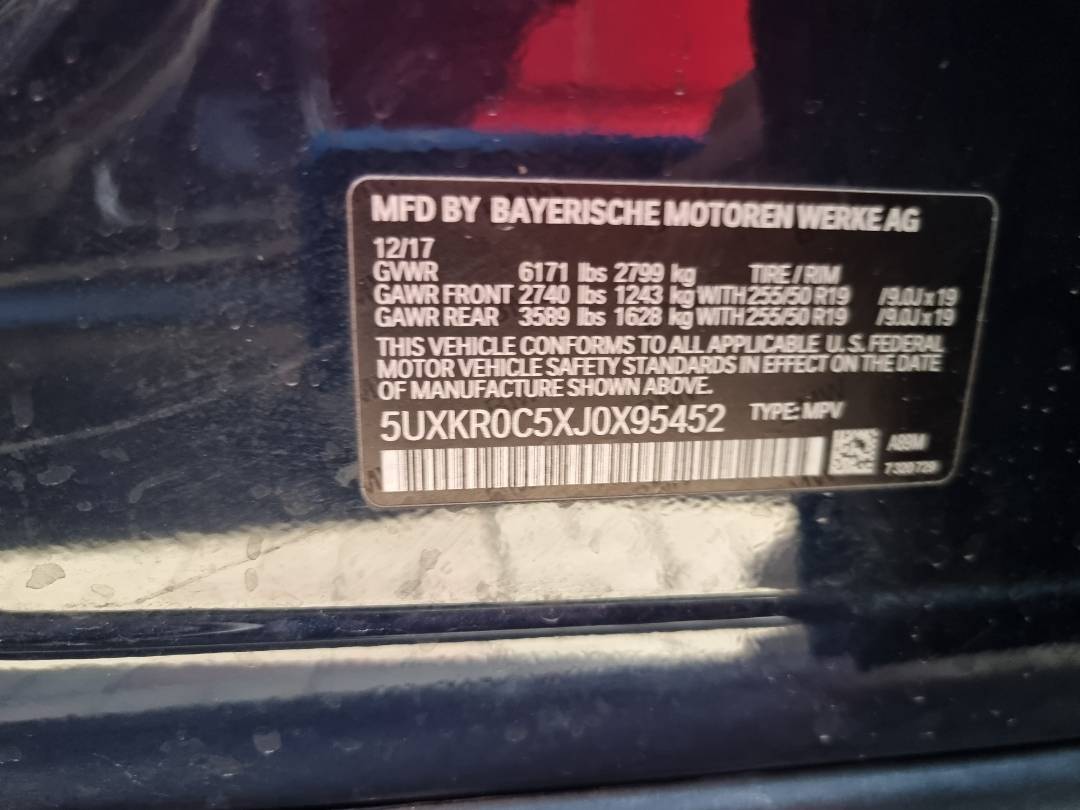 MFD BY BAYERISCHE MOTOREN WERKE AG
12/17
GVWR 6171 lbs 2799 kg TIRE / RIM
GAWR FRONT 2740 lbs 1243 kg WITH 255/50 R19 /9.0J x 19
GAWR REAR 3589 lbs 1628 kg WITH 255/50 R19 /9.0J x 19
THIS VEHICLE CONFORMS TO ALL APPLICABLE U.S. FEDERAL
MOTOR VEHICLE SAFETY STANDARDS IN EFFECT ON THE DATE
OF MANUFACTURE SHOWN ABOVE.
5UXKR0C5XJ0X95452 TYPE: MPV